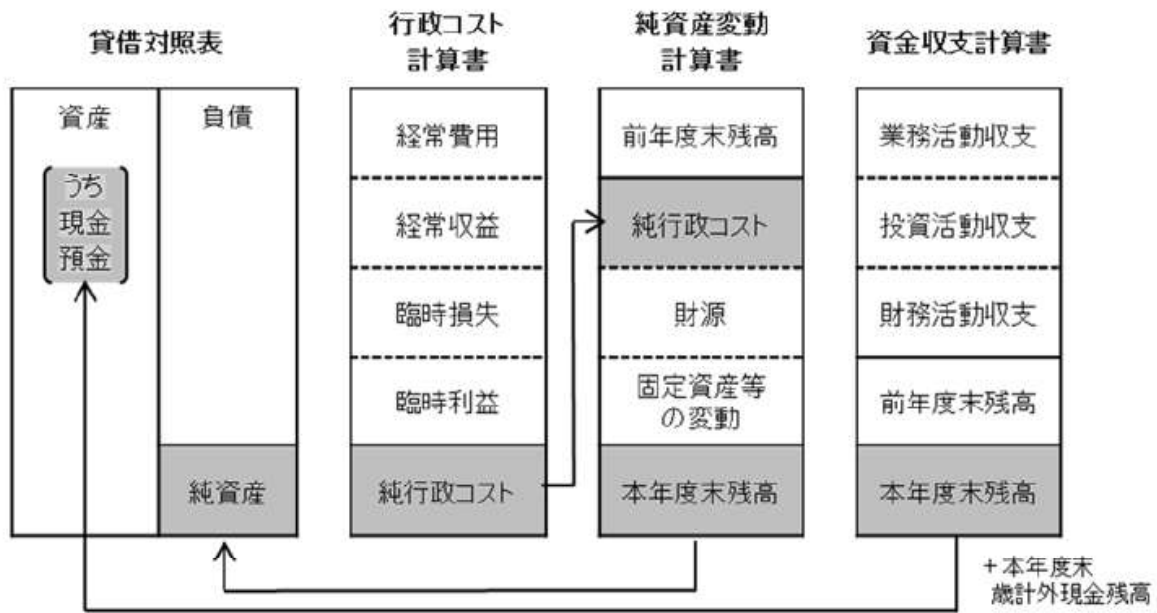 貸借対照表
資産
うち
現金
預金
負債
純資産
行政コスト
計算書
経常費用
経常収益
臨時損失
臨時利益
純行政コスト
純資産変動
計算書
前年度末残高
純行政コスト
財源
固定資産等
の変動
本年度末残高
資金収支計算書
業務活動収支
投資活動収支
財務活動収支
前年度末残高
本年度末残高
+本年度末
歳計外現金残高